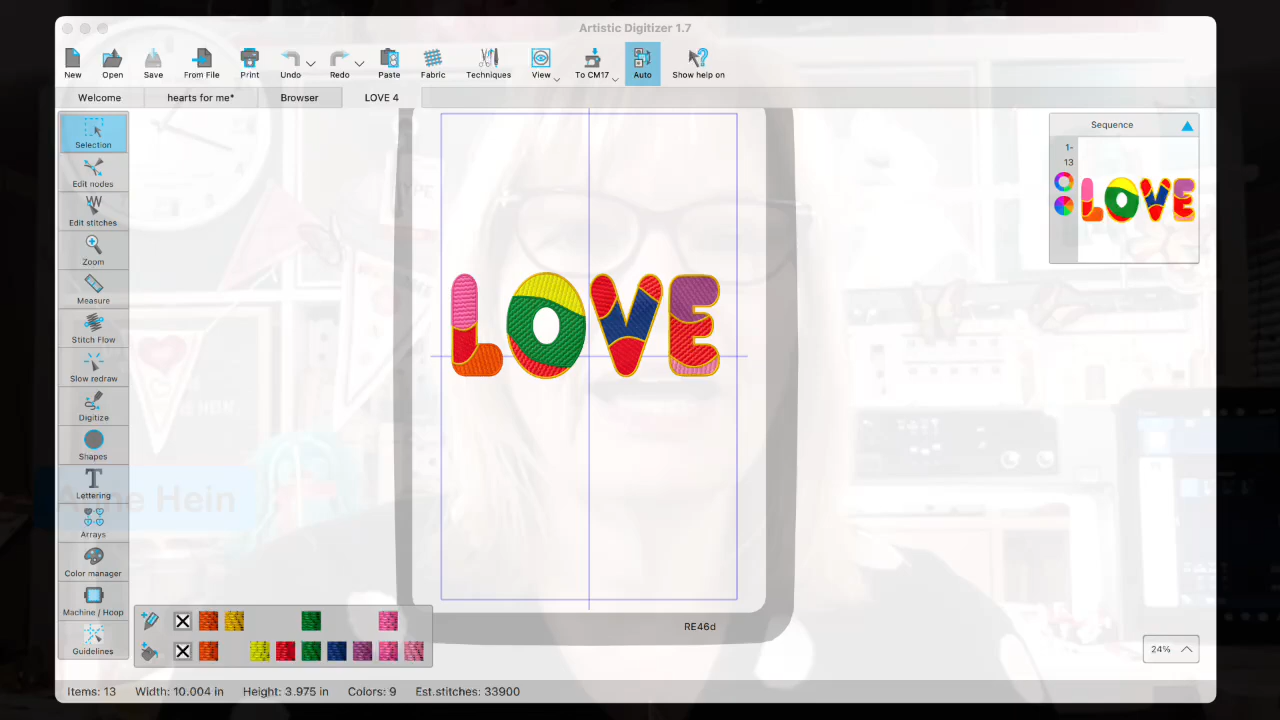 Artistic Digitizer 1.7
New Open Save From File Print Undo Redo Paste Fabric Techniques View To CM17 Auto Show help on
Welcome hearts for me* Browser LOVE 4
Selection
Edit nodes
Edit stitches
Zoom
Measure
Stitch Flow
Slow redraw
Digitize
Shapes
Lettering
Arrays
Color manager
Machine / Hoop
Guidelines
Anne Hein
LOVE
RE46d
Sequence
1-
13
LOVE
24%
Items: 13 Width: 10.004 in Height: 3.975 in Colors: 9 Est.stitches: 33900